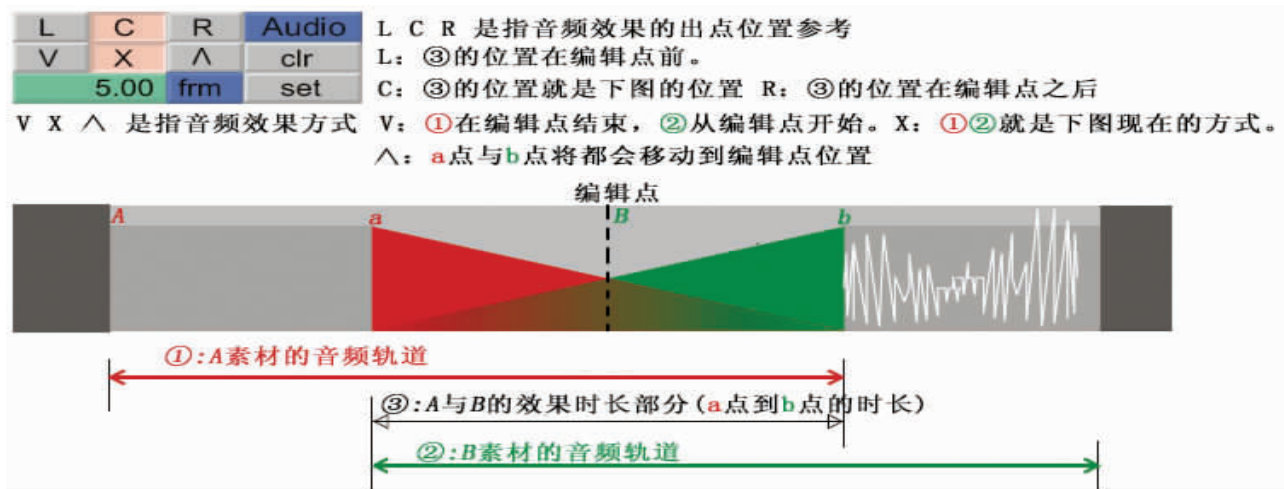 L C R Audio L C R 是指音频效果的出点位置参考
V X Λ clr L：③的位置在编辑点前。
5.00 frm set C：③的位置就是下图的位置 R：③的位置在编辑点之后
V X Λ 是指音频效果方式 V：①在编辑点结束，②从编辑点开始。X：①②就是下图现在的方式。
Λ：a点与b点将都会移动到编辑点位置
编辑点
A a B b
①:A素材的音频轨道
③:A与B的效果时长部分(a点到b点的时长)
②:B素材的音频轨道